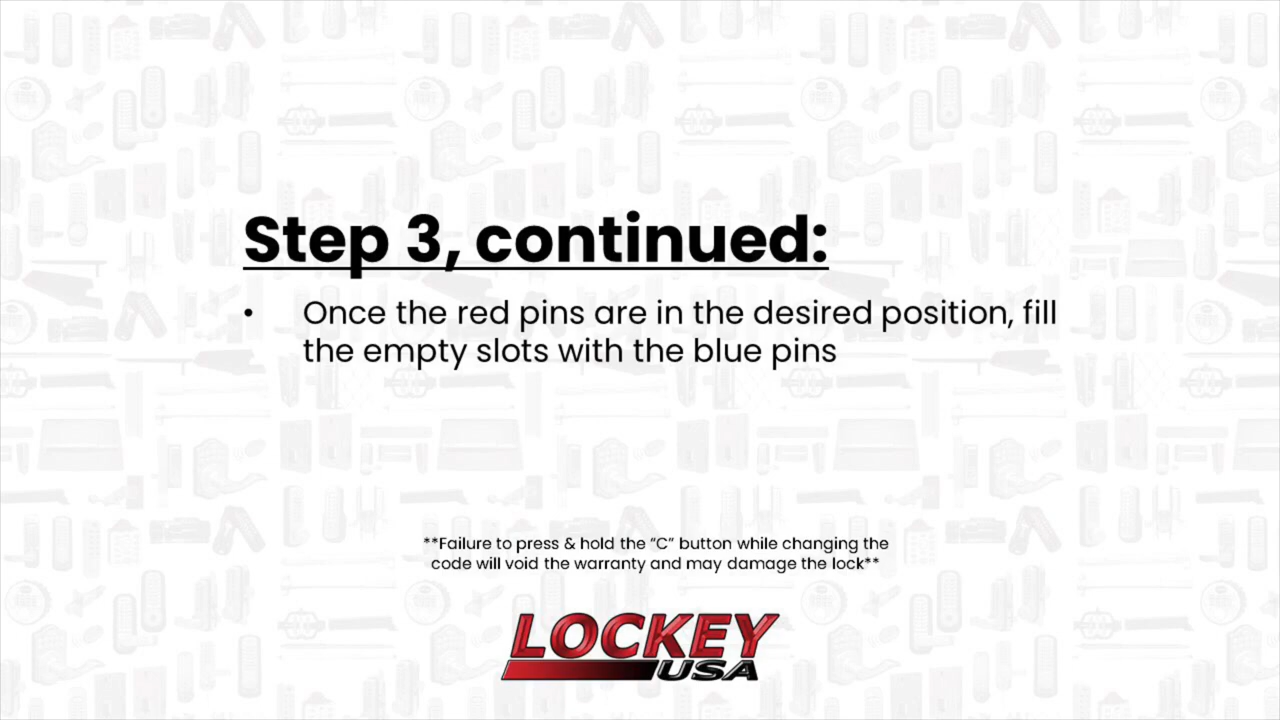 Step 3, continued:
• Once the red pins are in the desired position, fill
the empty slots with the blue pins
**Failure to press & hold the “C” button while changing the
code will void the warranty and may damage the lock**
LOCKEY
USA